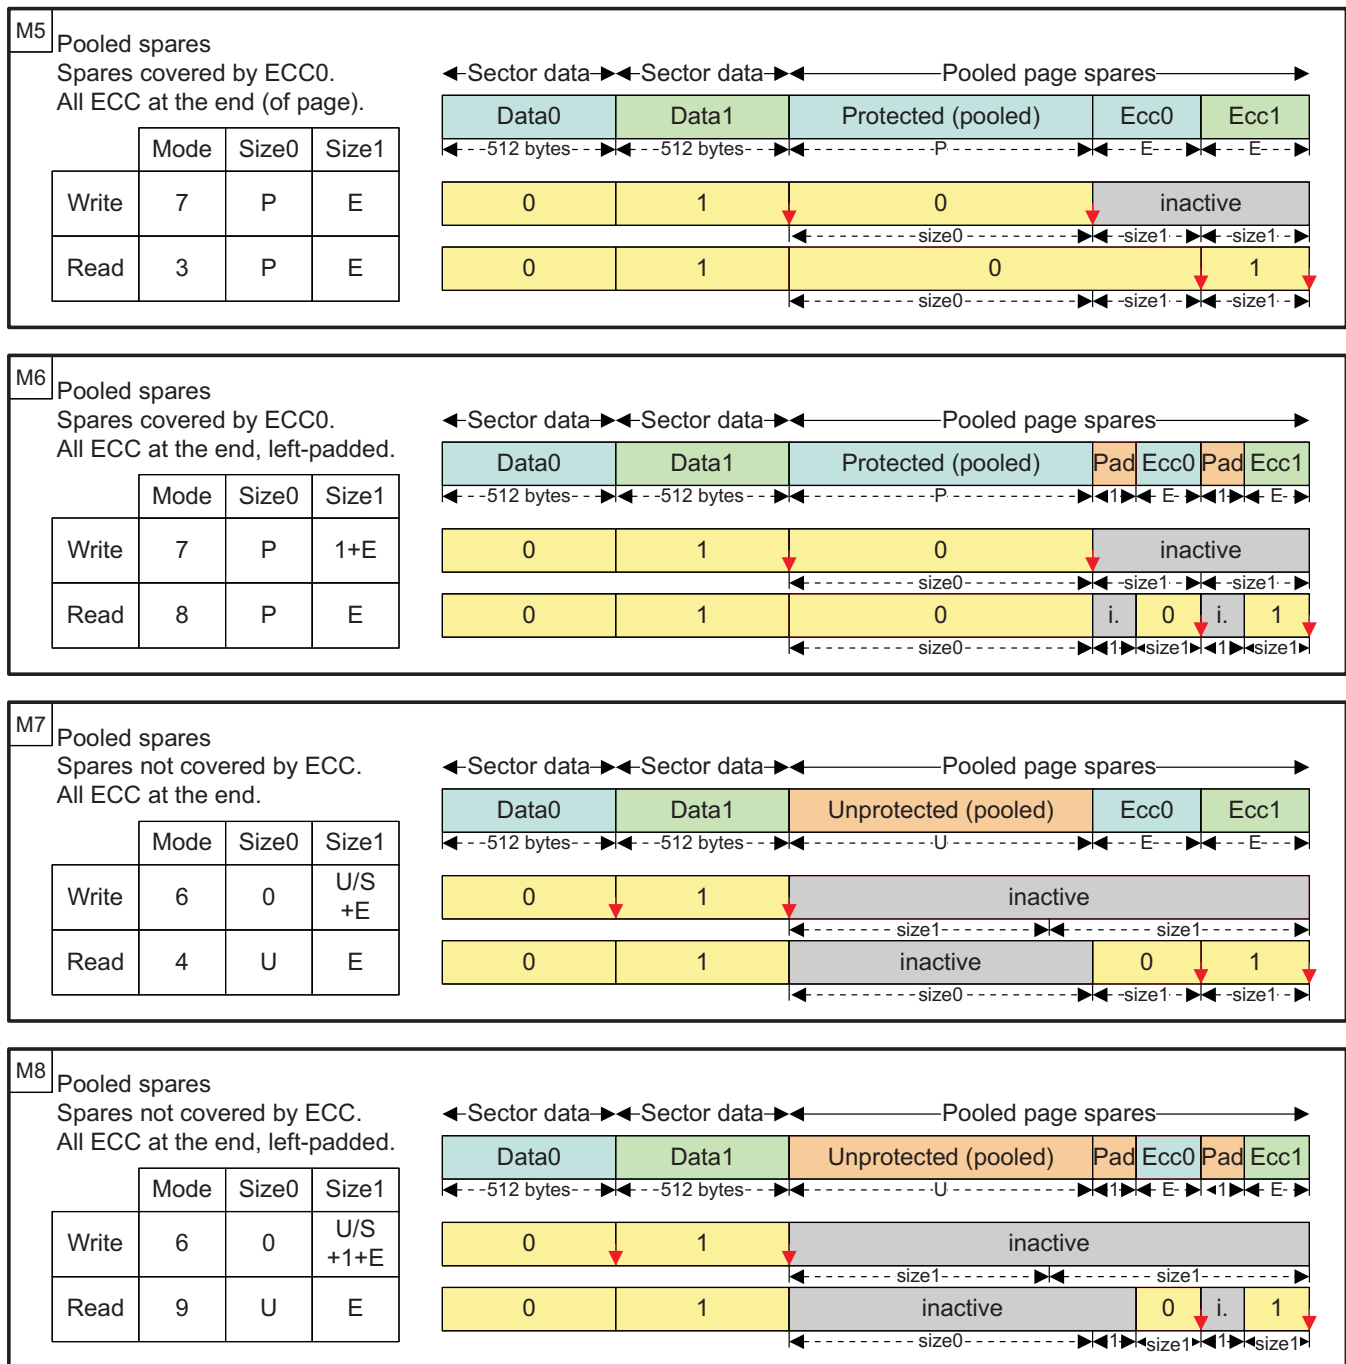 M5
Pooled spares
Spares covered by ECC0.
All ECC at the end (of page).
Mode Size0 Size1
Write 7 P E
Read 3 P E
Sector data Sector data Pooled page spares
Data0 Data1 Protected (pooled) Ecc0 Ecc1
512 bytes 512 bytes P E E
0 1 0 inactive
size0 size1 size1
0 1 0 1
size0 size1 size1
M6
Pooled spares
Spares covered by ECC0.
All ECC at the end, left-padded.
Mode Size0 Size1
Write 7 P 1+E
Read 8 P E
Sector data Sector data Pooled page spares
Data0 Data1 Protected (pooled) Pad Ecc0 Pad Ecc1
512 bytes 512 bytes P 1 E 1 E
0 1 0 inactive
size0 size1 size1
0 1 0 i. 0 i. 1
size0 1 size1 1 size1
M7
Pooled spares
Spares not covered by ECC.
All ECC at the end.
Mode Size0 Size1
Write 6 0 U/S
+E
Read 4 U E
Sector data Sector data Pooled page spares
Data0 Data1 Unprotected (pooled) Ecc0 Ecc1
512 bytes 512 bytes U E E
0 1 inactive
size1 size1
0 1 inactive 0 1
size0 size1 size1
M8
Pooled spares
Spares not covered by ECC.
All ECC at the end, left-padded.
Mode Size0 Size1
Write 6 0 U/S
+1+E
Read 9 U E
Sector data Sector data Pooled page spares
Data0 Data1 Unprotected (pooled) Pad Ecc0 Pad Ecc1
512 bytes 512 bytes U 1 E 1 E
0 1 inactive
size1 size1
0 1 inactive 0 i. 1
size0 1 size1 1 size1